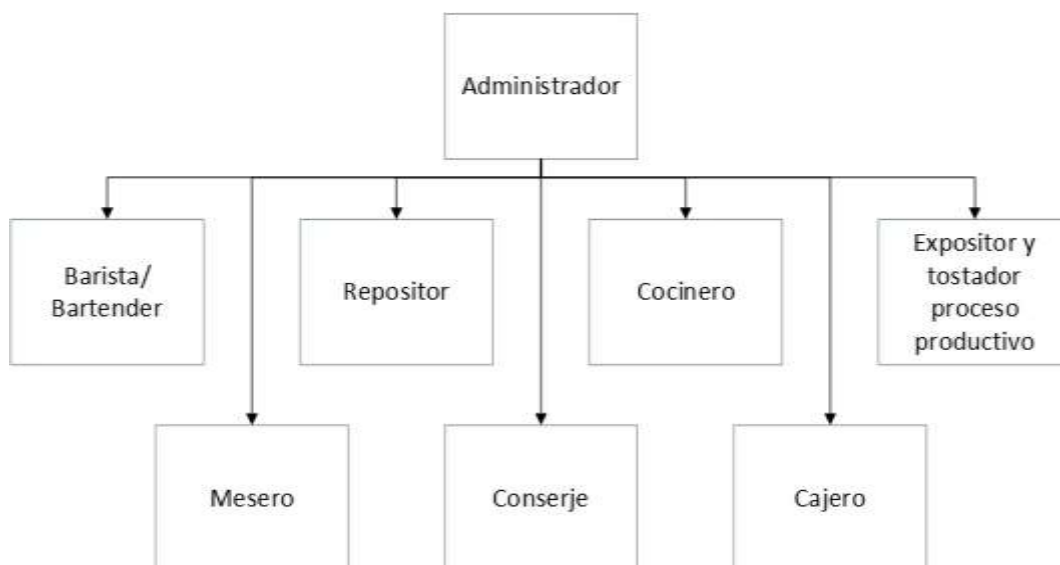 Administrador
Barista/
Bartender
Repositor
Cocinero
Expositor y
tostador
proceso
productivo
Mesero
Conserje
Cajero